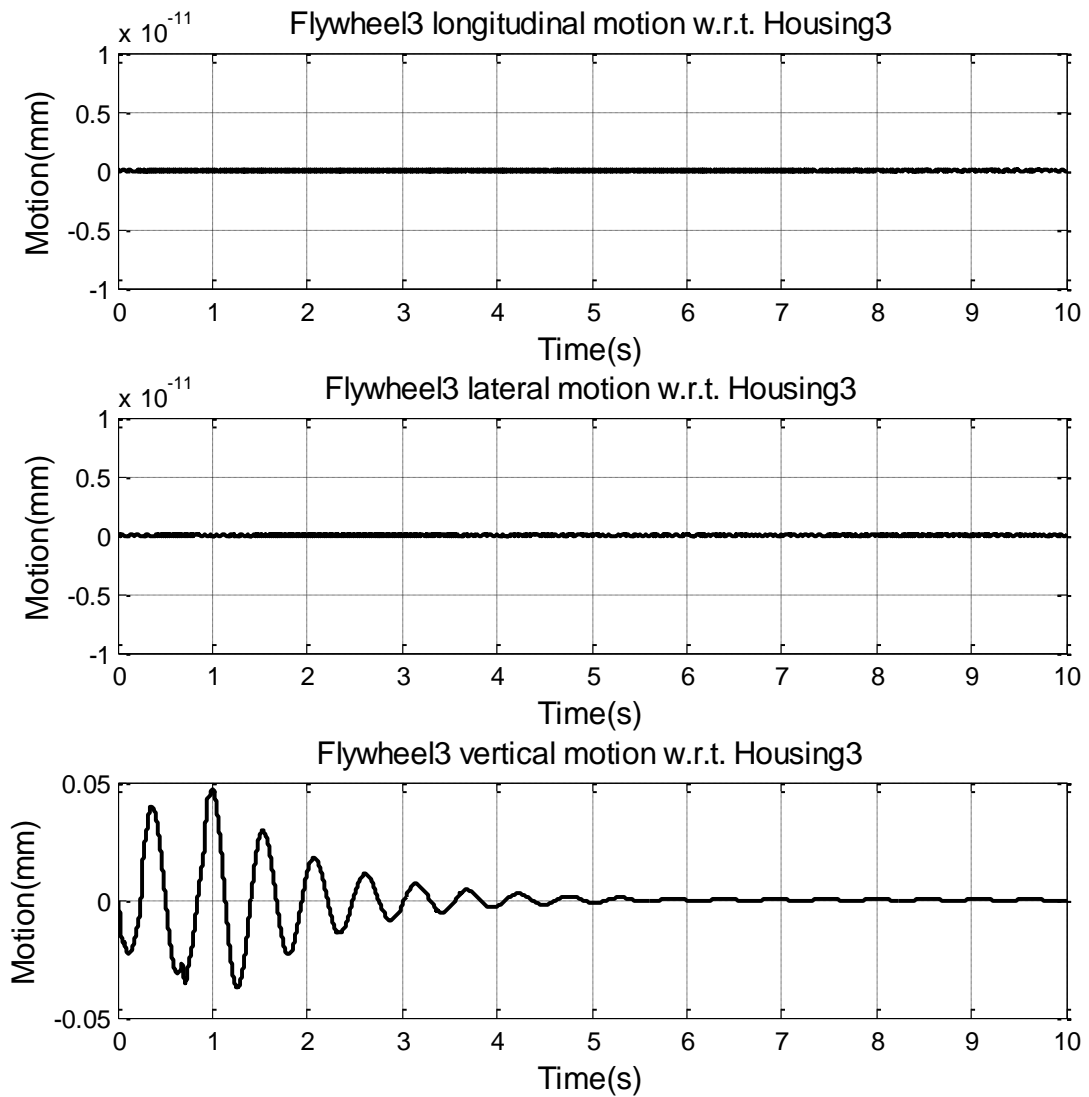 x 10^-11
Flywheel3 longitudinal motion w.r.t. Housing3
1
0.5
0
-0.5
-1
Motion(mm)
0 1 2 3 4 5 6 7 8 9 10
Time(s)
x 10^-11
Flywheel3 lateral motion w.r.t. Housing3
1
0.5
0
-0.5
-1
Motion(mm)
0 1 2 3 4 5 6 7 8 9 10
Time(s)
Flywheel3 vertical motion w.r.t. Housing3
0.05
0
-0.05
Motion(mm)
0 1 2 3 4 5 6 7 8 9 10
Time(s)